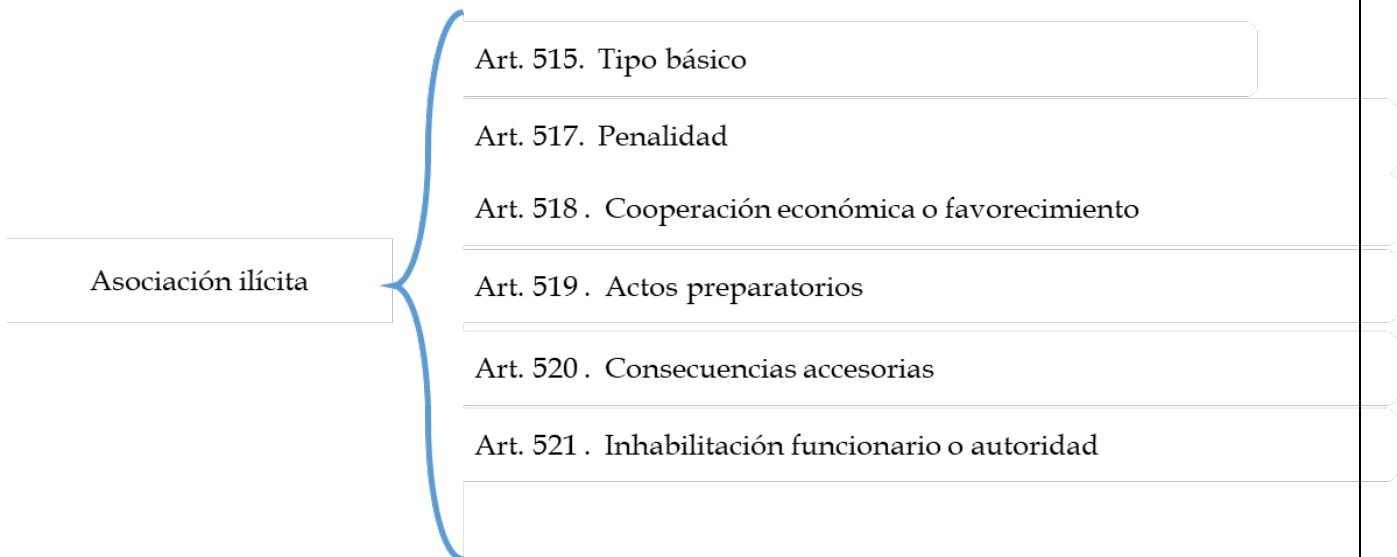 Art. 515. Tipo básico
Art. 517. Penalidad
Art. 518 . Cooperación económica o favorecimiento
Asociación ilícita
Art. 519 . Actos preparatorios
Art. 520 . Consecuencias accesorias
Art. 521 . Inhabilitación funcionario o autoridad